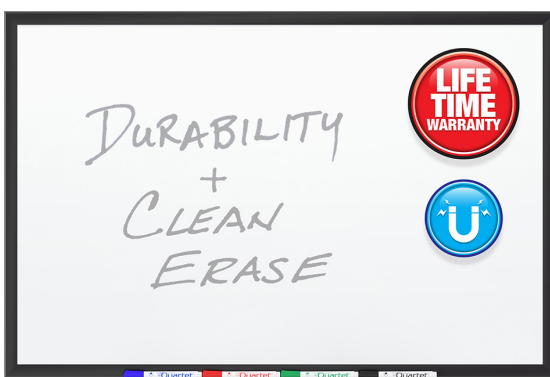 DURABILITY
+
CLEAN
ERASE
LIFE
TIME
WARRANTY
Quartet Quartet Quartet Quartet